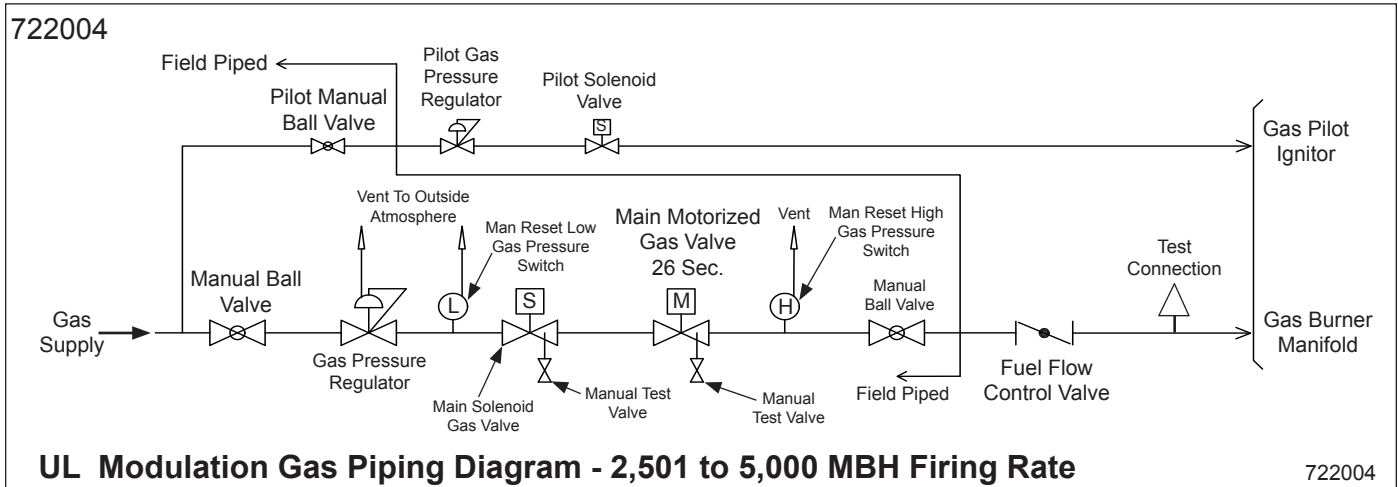 722004
Field Piped
Pilot Manual
Ball Valve
Pilot Gas
Pressure
Regulator
Pilot Solenoid
Valve
S
Gas Pilot
Ignitor
Vent To Outside
Atmosphere
Man Reset Low
Gas Pressure
Switch
Main Motorized
Gas Valve
26 Sec.
Vent
Man Reset High
Gas Pressure
Switch
Test
Connection
Manual Ball
Valve
L
S
M
H
Manual
Ball Valve
Gas
Supply
Gas Burner
Manifold
Gas Pressure
Regulator
Main Solenoid
Gas Valve
Manual Test
Valve
Manual
Test Valve
Field Piped
Fuel Flow
Control Valve
UL Modulation Gas Piping Diagram - 2,501 to 5,000 MBH Firing Rate
722004